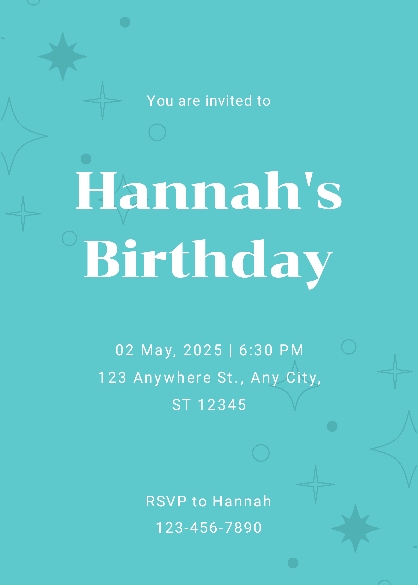 You are invited to
Hannah's
Birthday
02 May, 2025 | 6:30 PM
123 Anywhere St., Any City,
ST 12345
RSVP to Hannah
123-456-7890